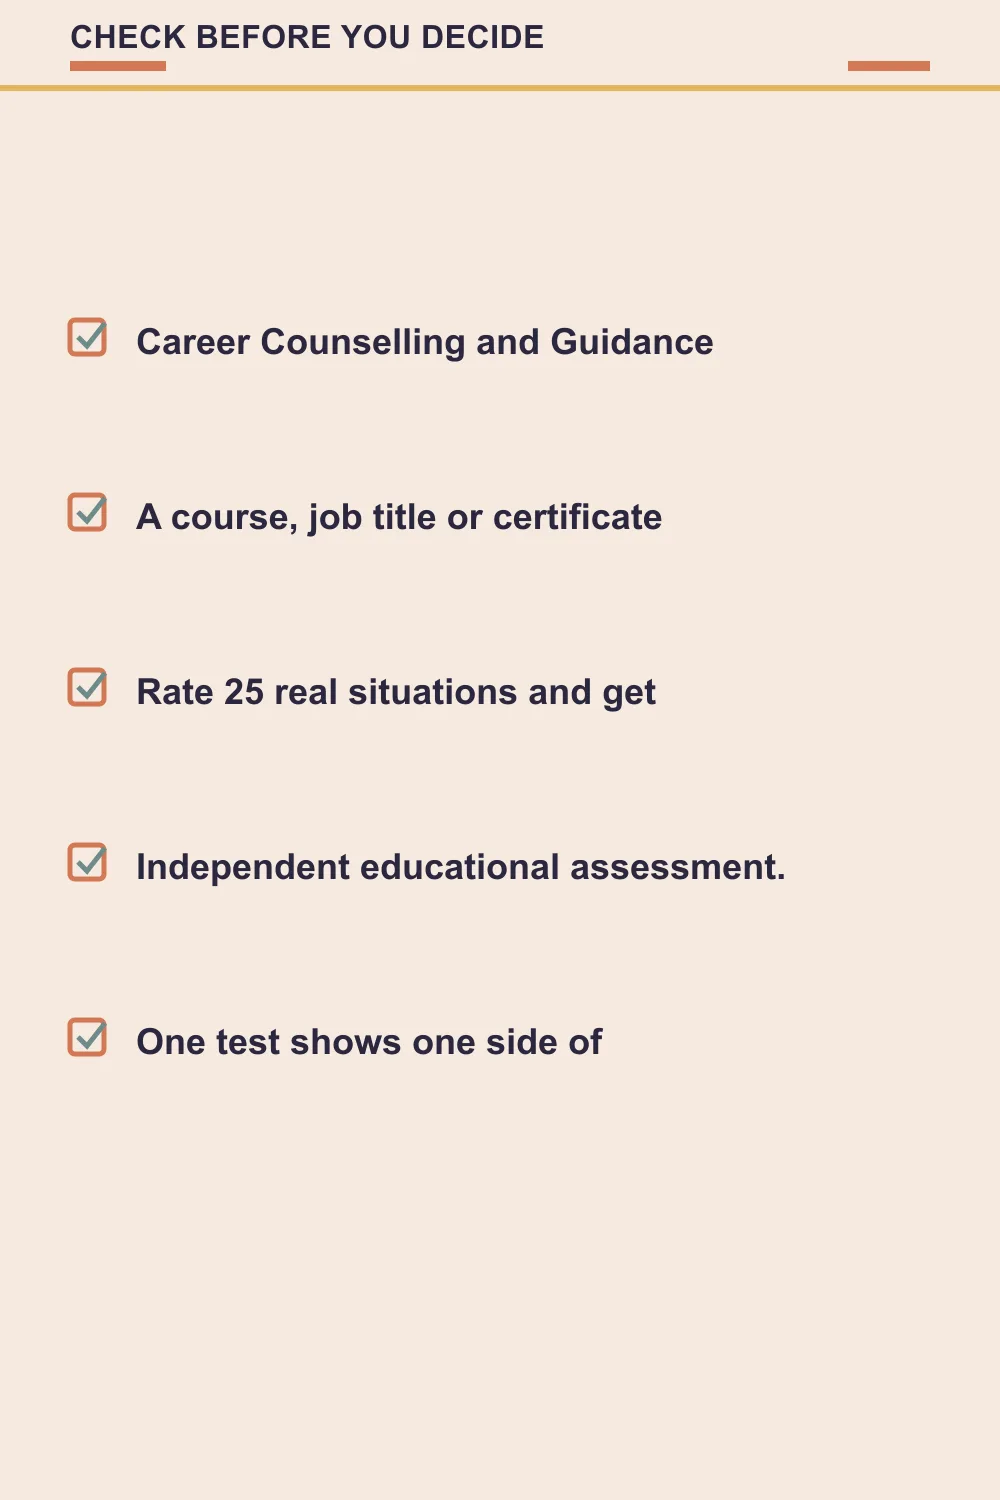 CHECK BEFORE YOU DECIDE
Career Counselling and Guidance
A course, job title or certificate
Rate 25 real situations and get
Independent educational assessment.
One test shows one side of